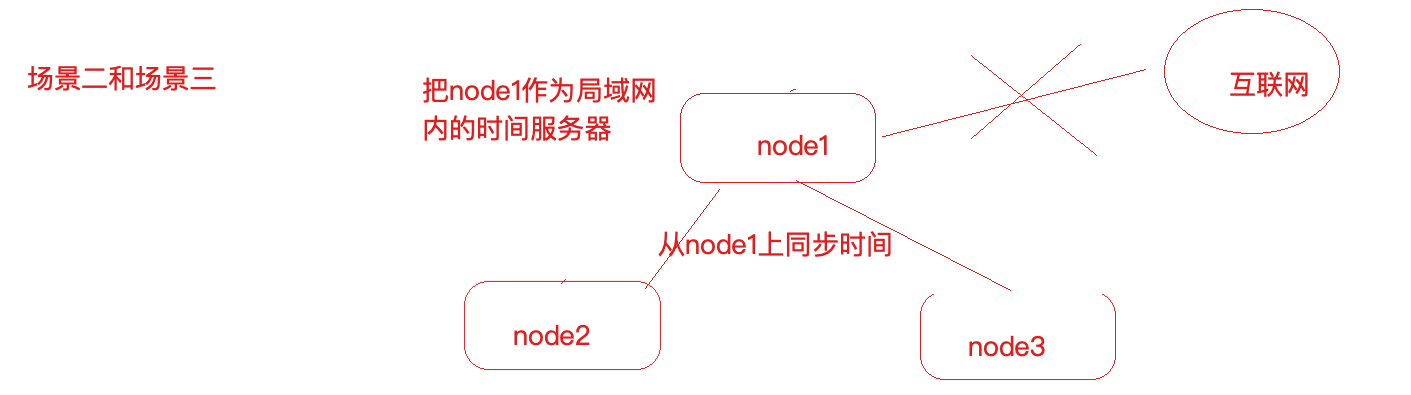 场景二和场景三
把node1作为局域网
内的时间服务器
node1
互联网
从node1上同步时间
node2
node3